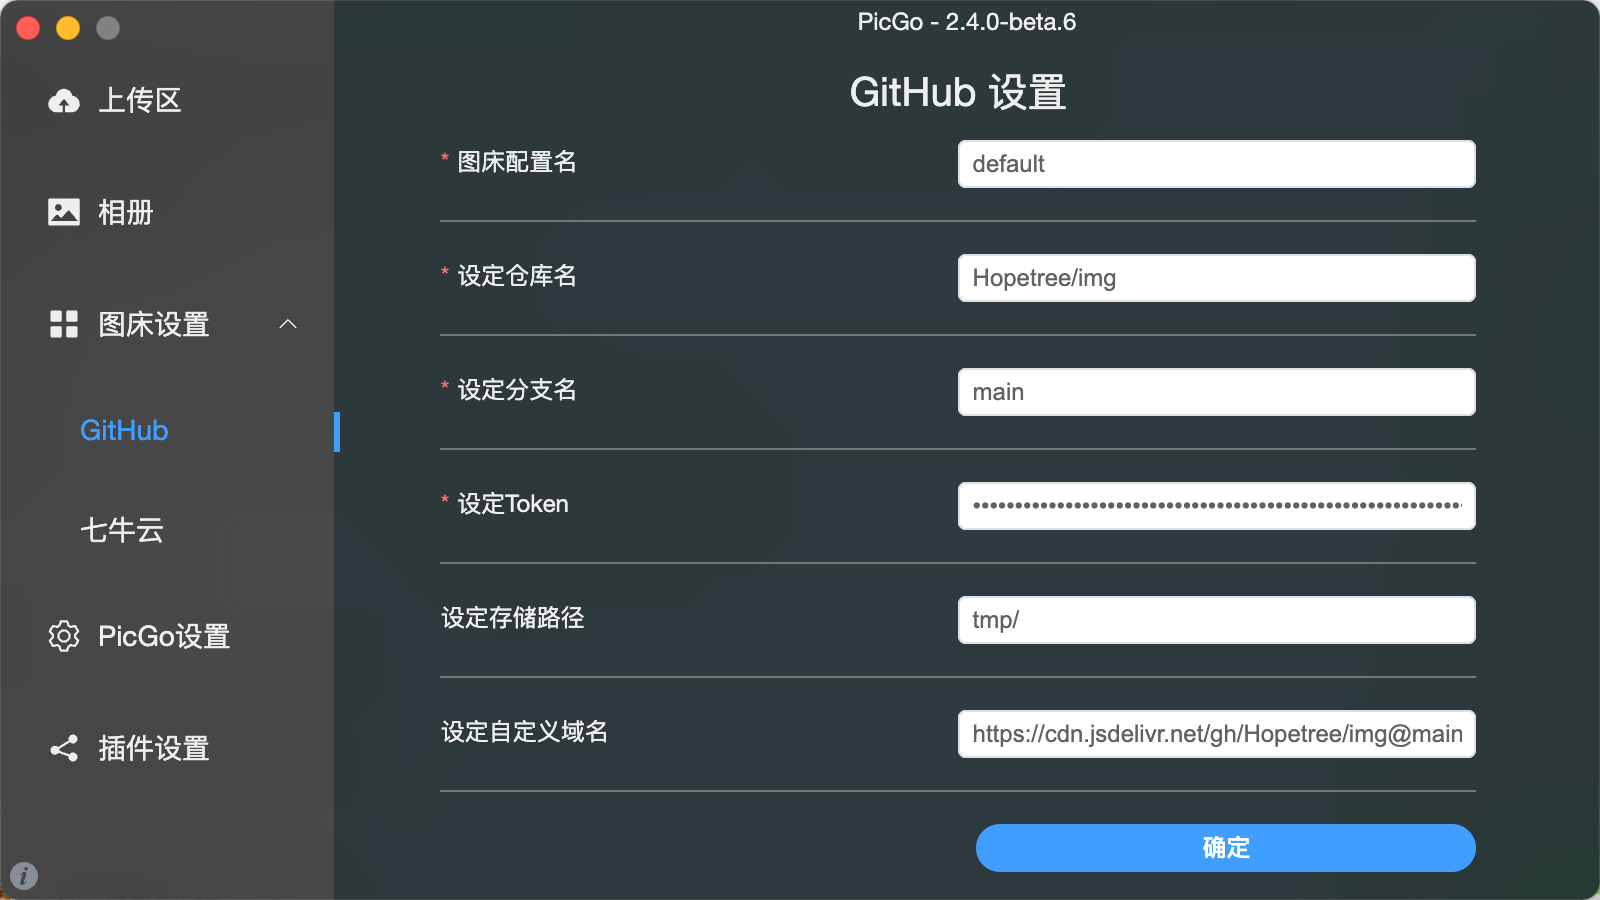 PicGo - 2.4.0-beta.6
上传区
相册
图床设置
GitHub
七牛云
PicGo设置
插件设置
GitHub 设置
* 图床配置名
default
* 设定仓库名
Hopetree/img
* 设定分支名
main
* 设定Token
设定存储路径
tmp/
设定自定义域名
https://cdn.jsdelivr.net/gh/Hopetree/img@main
确定